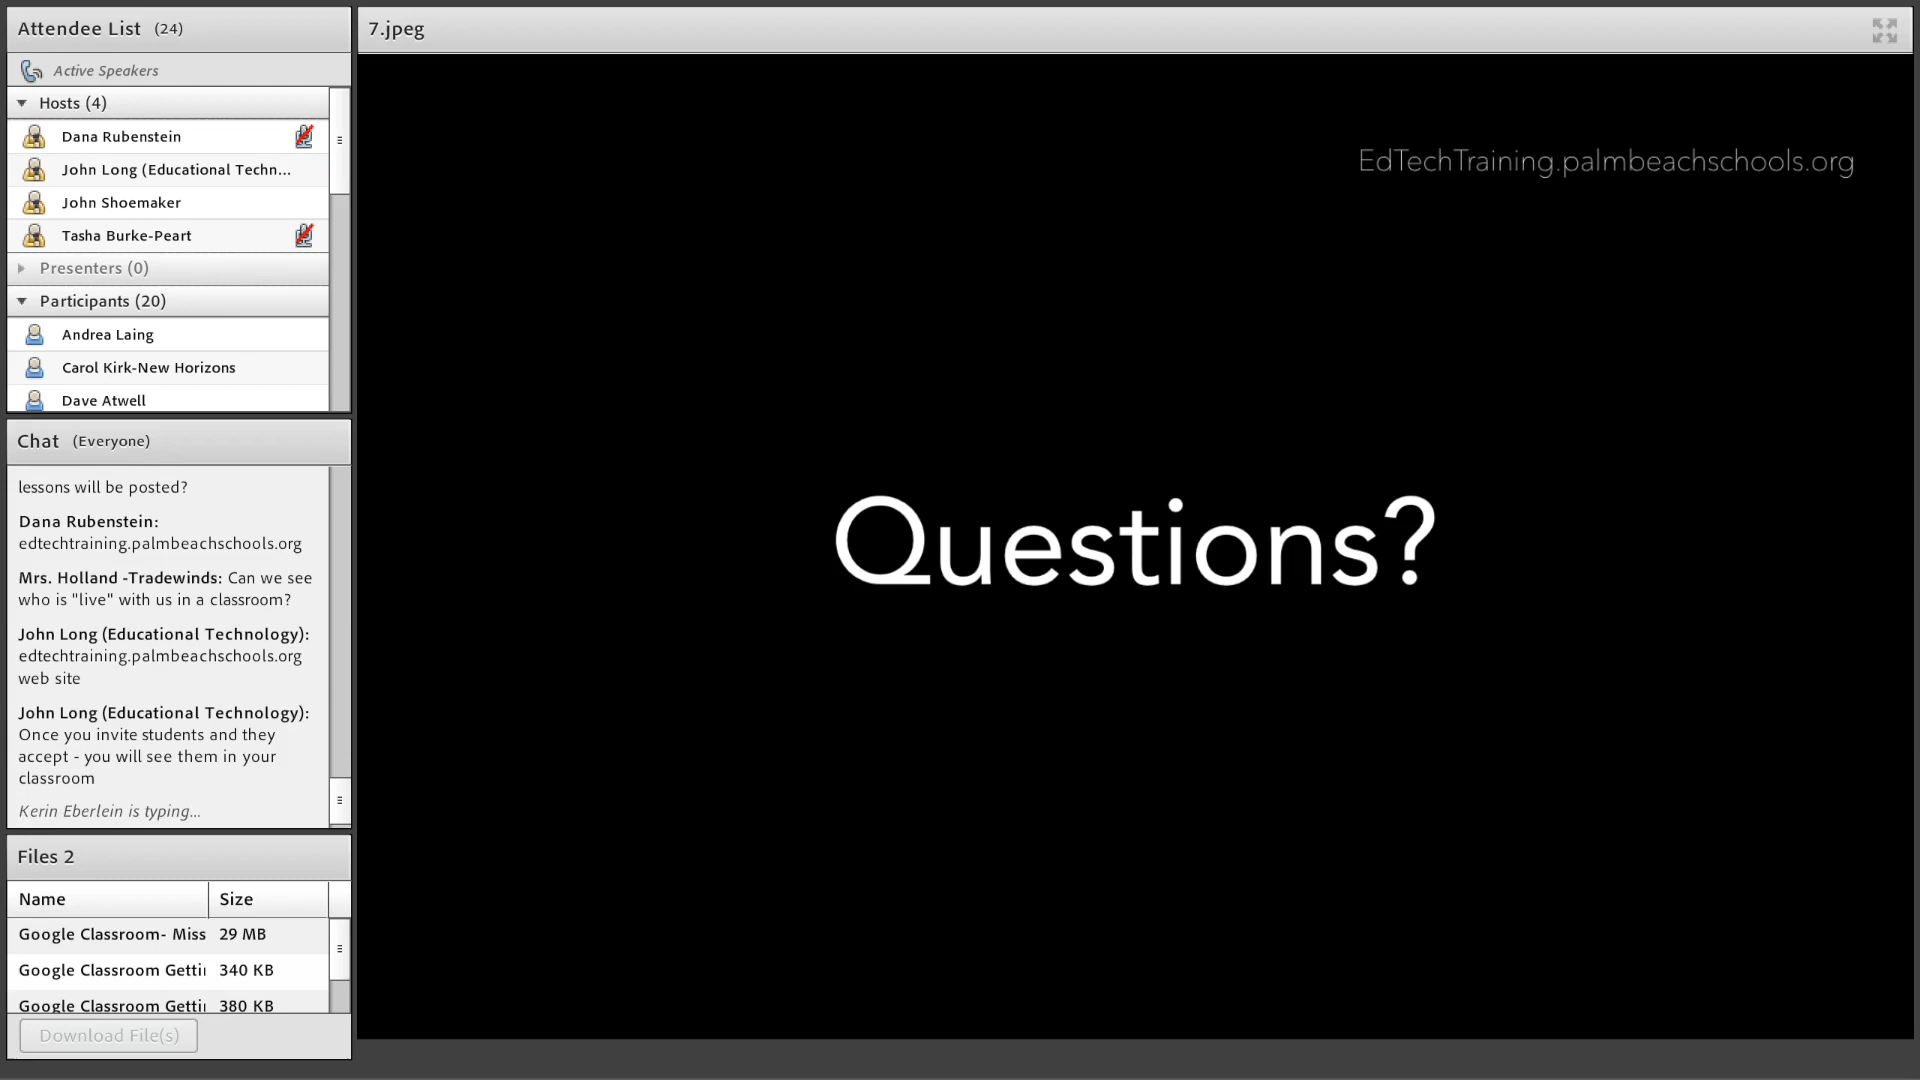 Attendee List (24)
Active Speakers
Hosts (4)
Dana Rubenstein
John Long (Educational Techn...
John Shoemaker
Tasha Burke-Peart
Presenters (0)
Participants (20)
Andrea Laing
Carol Kirk-New Horizons
Dave Atwell
Chat (Everyone)
lessons will be posted?
Dana Rubenstein:
edtechtraining.palmbeachschools.org
Mrs. Holland -Tradewinds: Can we see
who is "live" with us in a classroom?
John Long (Educational Technology):
edtechtraining.palmbeachschools.org
web site
John Long (Educational Technology):
Once you invite students and they
accept - you will see them in your
classroom
Kerin Eberlein is typing...
Files 2
Name Size
Google Classroom- Miss 29 MB
Google Classroom Getti 340 KB
Google Classroom Getti 380 KB
Download File(s)
7.jpeg
EdTechTraining.palmbeachschools.org
Questions?